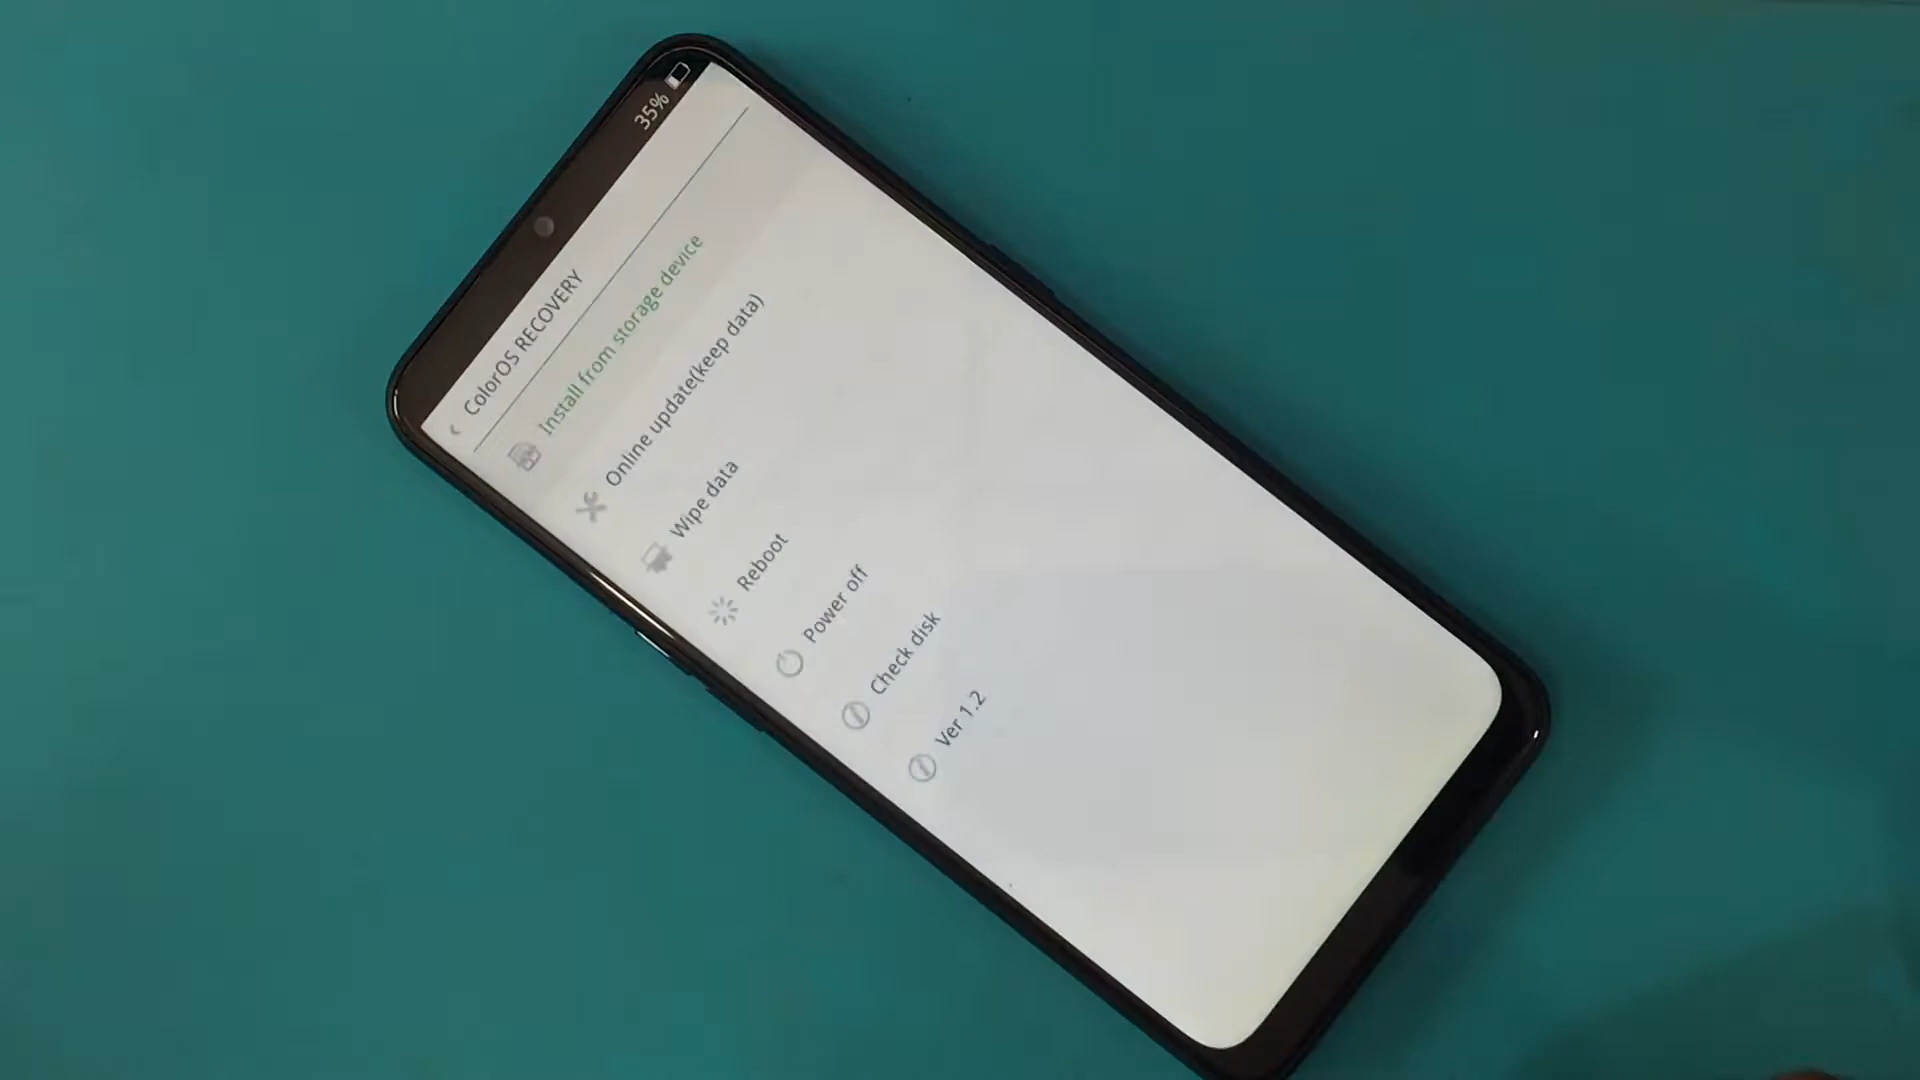 35%
ColorOS RECOVERY
Install from storage device
Online update(keep data)
Wipe data
Reboot
Power off
Check disk
Ver 1.2